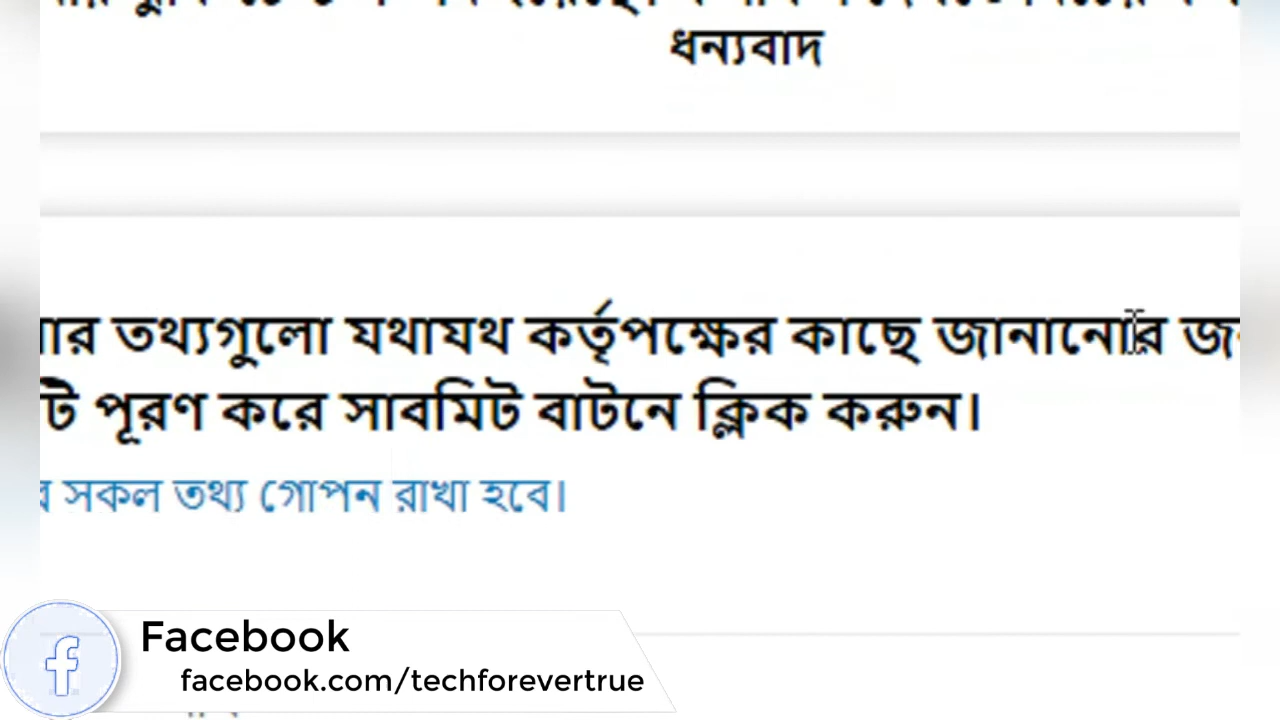 ধন্যবাদ
তথ্যগুলো যথাযথ কর্তৃপক্ষের কাছে জানানোর
টি পূরণ করে সাবমিট বাটনে ক্লিক করুন।
সকল তথ্য গোপন রাখা হবে।
Facebook
facebook.com/techforevertrue